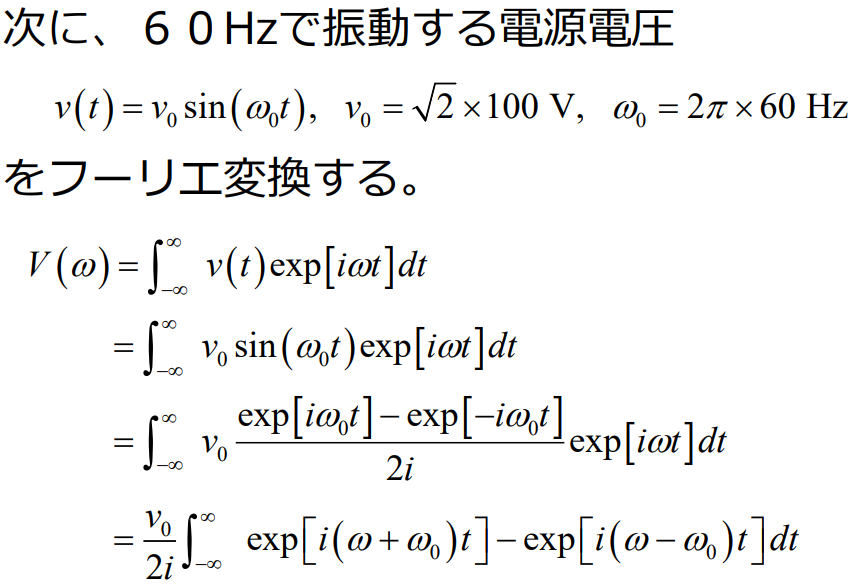 次に、６０Hzで振動する電源電圧
v(t) = v₀ sin(ω₀t), v₀ = √2 × 100 V, ω₀ = 2π × 60 Hz
をフーリエ変換する。
V(ω) = ∫_{-∞}^{∞} v(t) exp[iωt] dt
= ∫_{-∞}^{∞} v₀ sin(ω₀t) exp[iωt] dt
= ∫_{-∞}^{∞} v₀ \frac{exp[iω₀t] − exp[−iω₀t]}{2i} exp[iωt] dt
= \frac{v₀}{2i} ∫_{-∞}^{∞} exp[i(ω + ω₀)t] − exp[i(ω − ω₀)t] dt